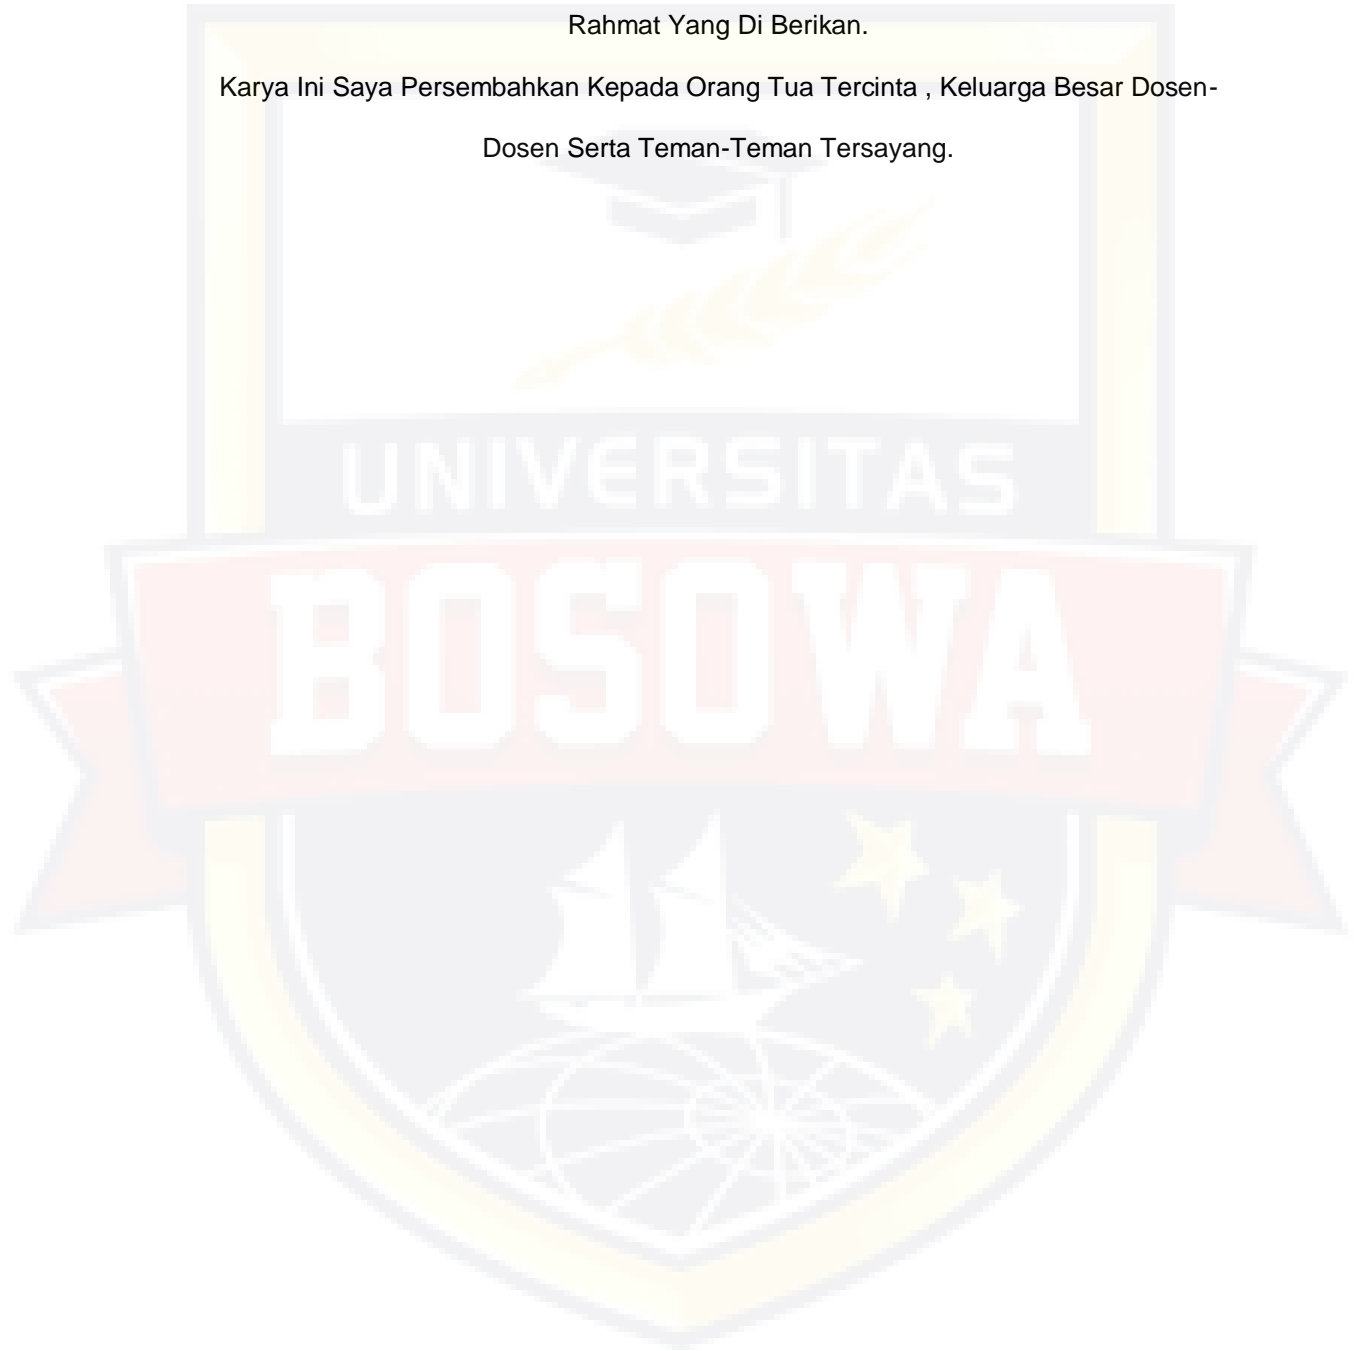 Rahmat Yang Di Berikan.
Karya Ini Saya Persembahkan Kepada Orang Tua Tercinta , Keluarga Besar Dosen-
Dosen Serta Teman-Teman Tersayang.
UNIVERSITAS
BOSOWA